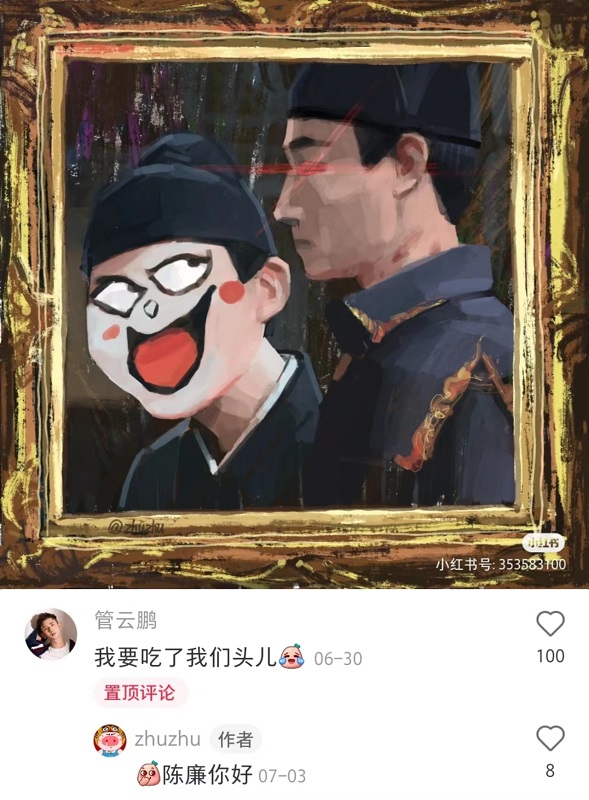 @zhuzhu
小红书
小红书号: 353583100
管云鹏
我要吃了我们头儿 06-30
100
置顶评论
zhuzhu 作者
陈廉你好 07-03
8